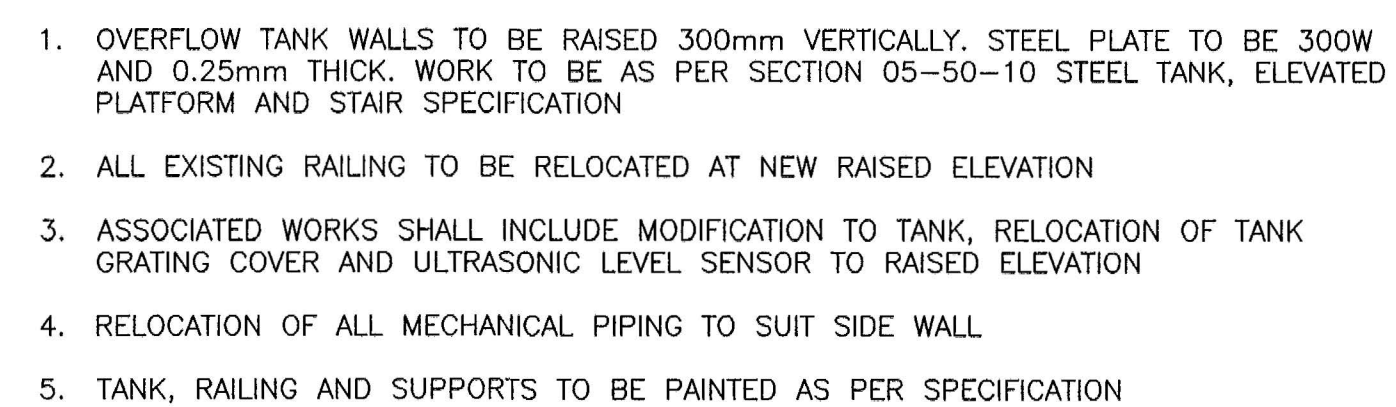 1. OVERFLOW TANK WALLS TO BE RAISED 300mm VERTICALLY. STEEL PLATE TO BE 300W
AND 0.25mm THICK. WORK TO BE AS PER SECTION 05-50-10 STEEL TANK, ELEVATED
PLATFORM AND STAIR SPECIFICATION
2. ALL EXISTING RAILING TO BE RELOCATED AT NEW RAISED ELEVATION
3. ASSOCIATED WORKS SHALL INCLUDE MODIFICATION TO TANK, RELOCATION OF TANK
GRATING COVER AND ULTRASONIC LEVEL SENSOR TO RAISED ELEVATION
4. RELOCATION OF ALL MECHANICAL PIPING TO SUIT SIDE WALL
5. TANK, RAILING AND SUPPORTS TO BE PAINTED AS PER SPECIFICATION